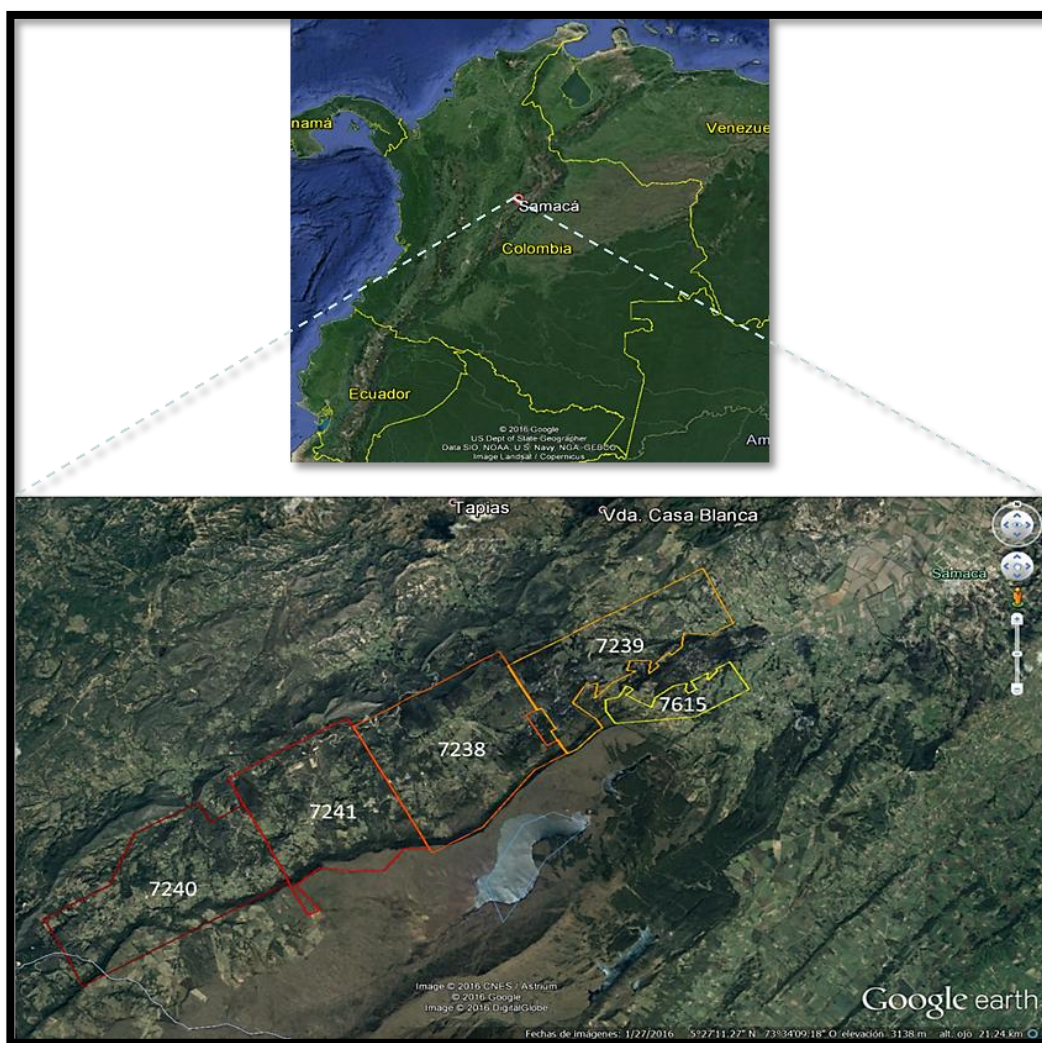 namá
Venezue
Samacá
Colombia
Ecuador
Am
© 2016 Google
US Dept of State Geographer
Data SIO, NOAA, U.S. Navy, NGA, GEBCO
Image Landsat / Copernicus
Tapias
Vda. Casa Blanca
N
Samacá
7239
7615
7238
7241
7240
Image © 2016 CNES / Astrium
© 2016 Google
Image © 2016 DigitalGlobe
Google earth
Fechas de imágenes: 1/27/2016 5°27'11.27" N 73°34'09.18" O elevación 3138 m alt. ojo 21.24 km